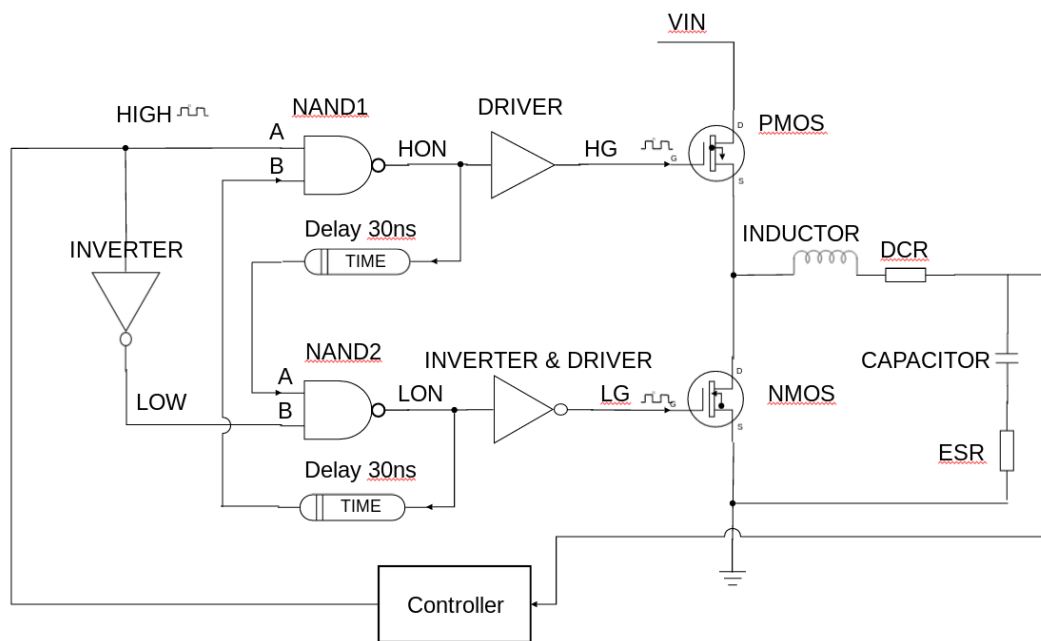 VIN
HIGH
NAND1
DRIVER
PMOS
D
A
HON
HG
G
B
S
Delay 30ns
INVERTER
TIME
INDUCTOR
DCR
NAND2
INVERTER & DRIVER
CAPACITOR
D
A
LOW
LON
LG
G
NMOS
B
S
Delay 30ns
ESR
TIME
Controller